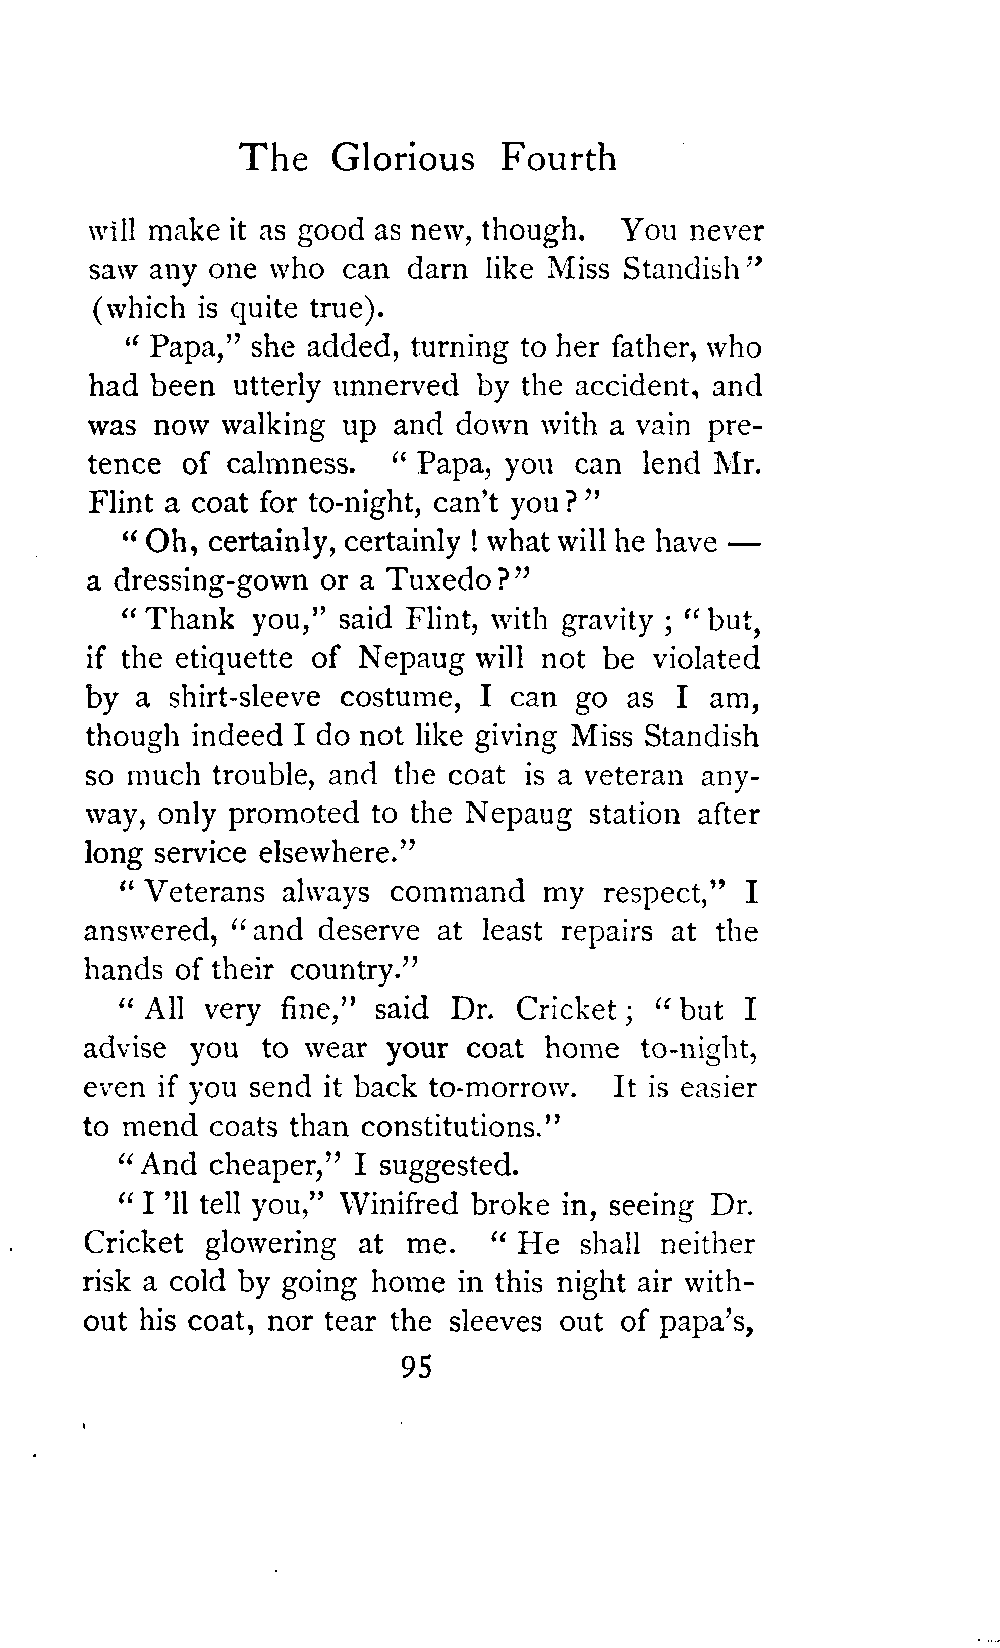 The Glorious Fourth
will make it as good as new, though. You never
saw any one who can darn like Miss Standish"
(which is quite true).
"Papa," she added, turning to her father, who
had been utterly unnerved by the accident, and
was now walking up and down with a vain pre-
tence of calmness. "Papa, you can lend Mr.
Flint a coat for to-night, can't you?"
"Oh, certainly, certainly! what will he have —
a dressing-gown or a Tuxedo?"
"Thank you," said Flint, with gravity; "but,
if the etiquette of Nepaug will not be violated
by a shirt-sleeve costume, I can go as I am,
though indeed I do not like giving Miss Standish
so much trouble, and the coat is a veteran any-
way, only promoted to the Nepaug station after
long service elsewhere."
"Veterans always command my respect," I
answered, "and deserve at least repairs at the
hands of their country."
"All very fine," said Dr. Cricket; "but I
advise you to wear your coat home to-night,
even if you send it back to-morrow. It is easier
to mend coats than constitutions."
"And cheaper," I suggested.
"I 'll tell you," Winifred broke in, seeing Dr.
Cricket glowering at me. "He shall neither
risk a cold by going home in this night air with-
out his coat, nor tear the sleeves out of papa's,
95